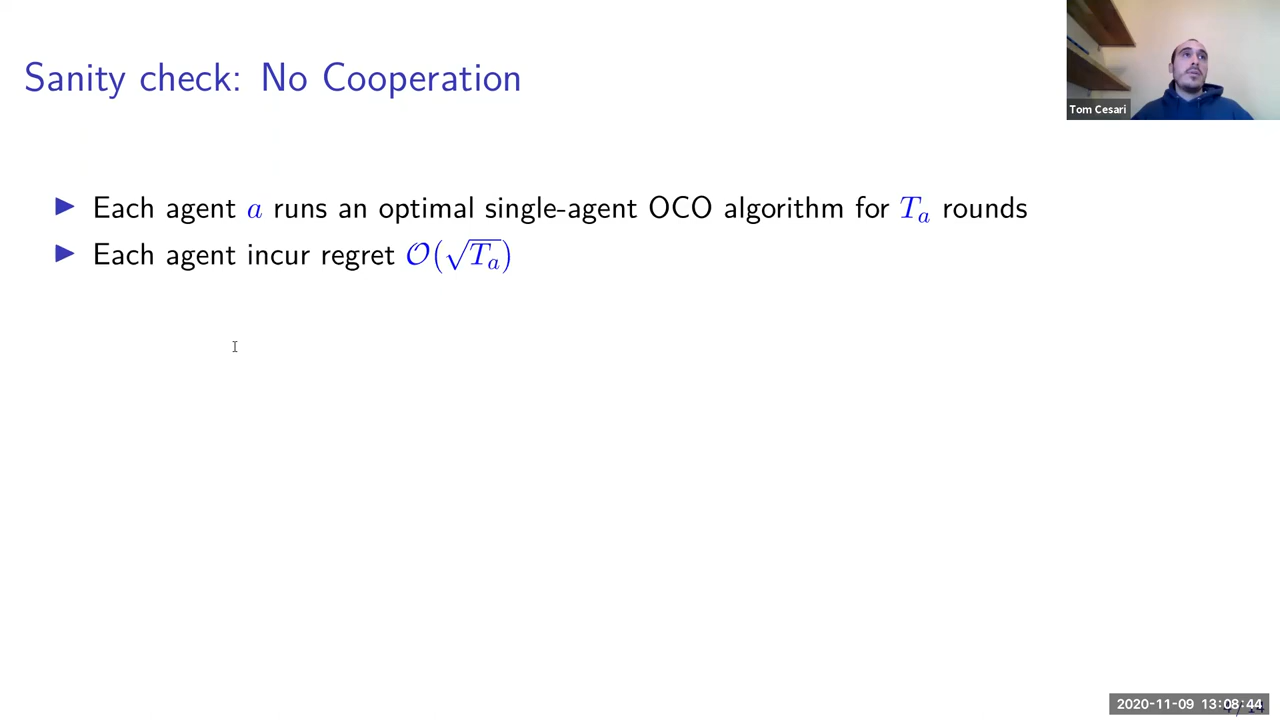 Sanity check: No Cooperation
Tom Cesari
▶ Each agent a runs an optimal single-agent OCO algorithm for T_a rounds
▶ Each agent incur regret O(√T_a)
2020-11-09 13:08:44